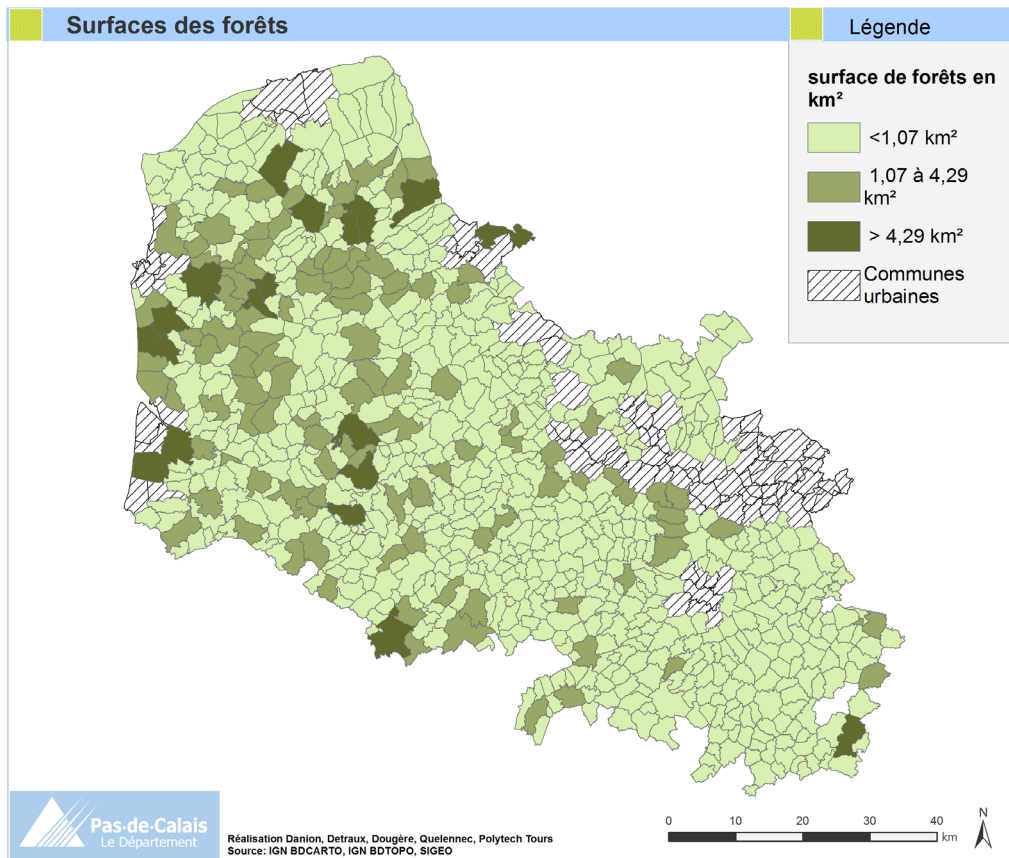 Surfaces des forêts
Légende
surface de forêts en
km²
<1,07 km²
1,07 à 4,29
km²
> 4,29 km²
Communes
urbaines
Pas-de-Calais
Le Département
Réalisation Danion, Detraux, Dougère, Quelennec, Polytech Tours
Source: IGN BDCARTO, IGN BDTOPO, SIGEO
0 10 20 30 40
km
N